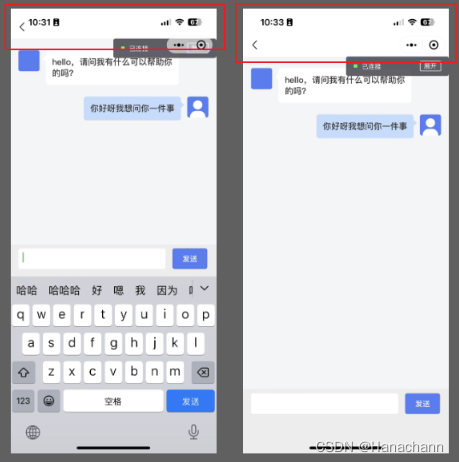 10:31
已连接
hello，请问我有什么可以帮助你
的吗?
你好呀我想问你一件事
发送
哈哈 哈哈哈 好 嗯 我 因为
q w e r t y u i o p
a s d f g h j k l
z x c v b n m
123 空格 发送
10:33
已连接 离开
hello，请问我有什么可以帮助你
的吗?
你好呀我想问你一件事
发送
CSDN @Hanachann